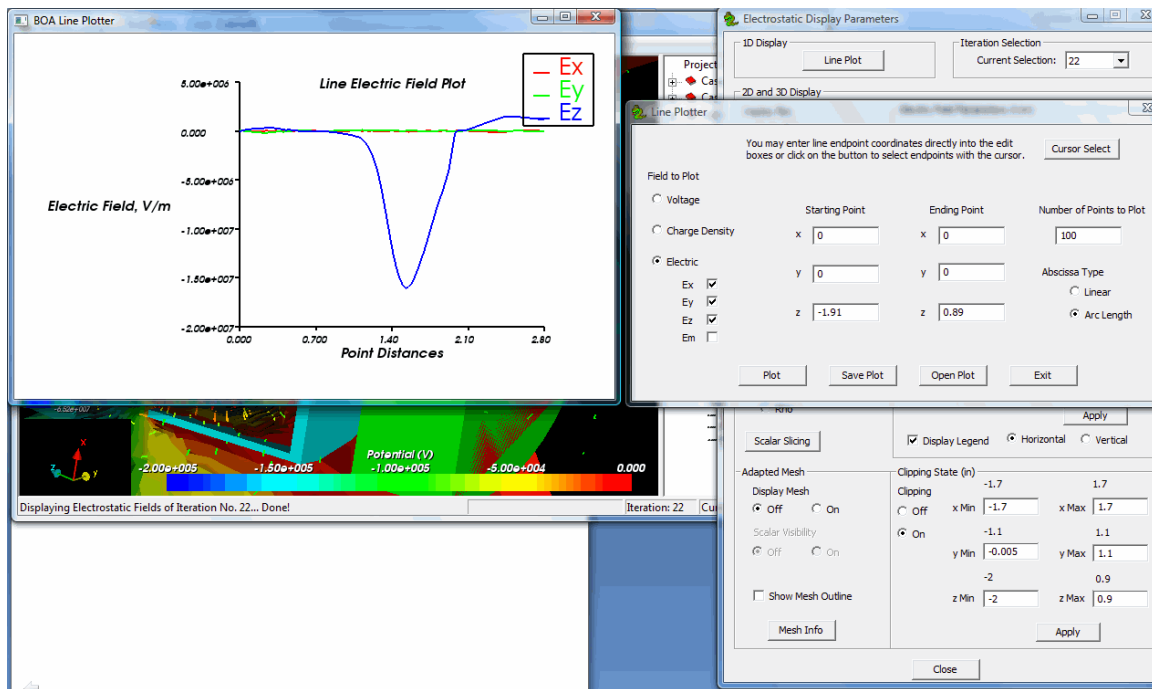 BOA Line Plotter
Line Electric Field Plot
Ex
Ey
Ez
5.00e+006
0.000
-5.00e+006
-1.00e+007
-1.50e+007
-2.00e+007
Electric Field, V/m
0.000 0.700 1.40 2.10 2.80
Point Distances
Electrostatic Display Parameters
1D Display
Line Plot
Iteration Selection
Current Selection: 22
2D and 3D Display
Project
Line Plotter
You may enter line endpoint coordinates directly into the edit
boxes or click on the button to select endpoints with the cursor.
Cursor Select
Field to Plot
Voltage
Charge Density
Electric
Ex
Ey
Ez
Em
Starting Point
x 0
y 0
z -1.91
Ending Point
x 0
y 0
z 0.89
Number of Points to Plot
100
Abscissa Type
Linear
Arc Length
Plot Save Plot Open Plot Exit
x
z
y
Potential (V)
-2.00e+005 -1.50e+005 -1.00e+005 -5.00e+004 0.000
Displaying Electrostatic Fields of Iteration No. 22... Done!
Iteration: 22
Rho
Apply
Scalar Slicing
Display Legend Horizontal Vertical
Adapted Mesh
Display Mesh
Off On
Scalar Visibility
Off On
Show Mesh Outline
Mesh Info
Clipping State (in)
Clipping
Off
On
-1.7 1.7
x Min -1.7 x Max 1.7
-1.1 1.1
y Min -0.005 y Max 1.1
-2 0.9
z Min -2 z Max 0.9
Apply
Close